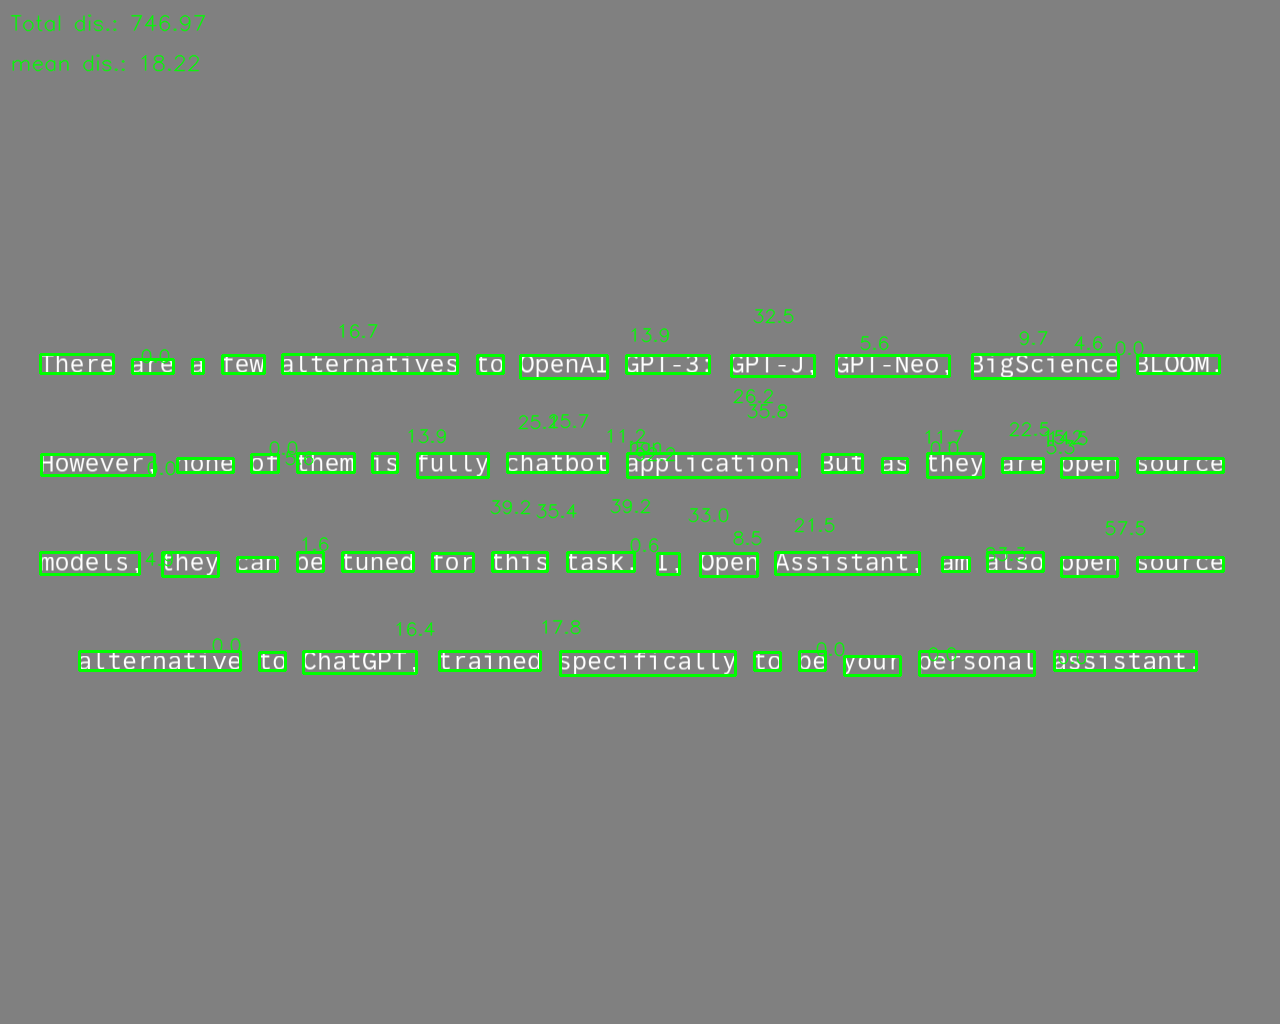 Total dis.: 746.97
mean dis.: 18.22
32.5
16.7 13.9 5.6 9.7 4.6 0.0
0.0
There are a few alternatives to OpenAI GPT-3: GPT-J, GPT-Neo, BigScience BLOOM.
26.2
35.8
25.7 22.5
13.9 11.2 11.7
0.0 0.0
However, none of them is fully chatbot application. But as they are open source
0.0
39.2 35.4 39.2 33.0
21.5 57.5
1.6 0.6 8.5
models, they can be tuned for this task. I, Open Assistant, am also open source
16.4 17.8
0.0 0.0
alternative to ChatGPT, trained specifically to be your personal assistant.